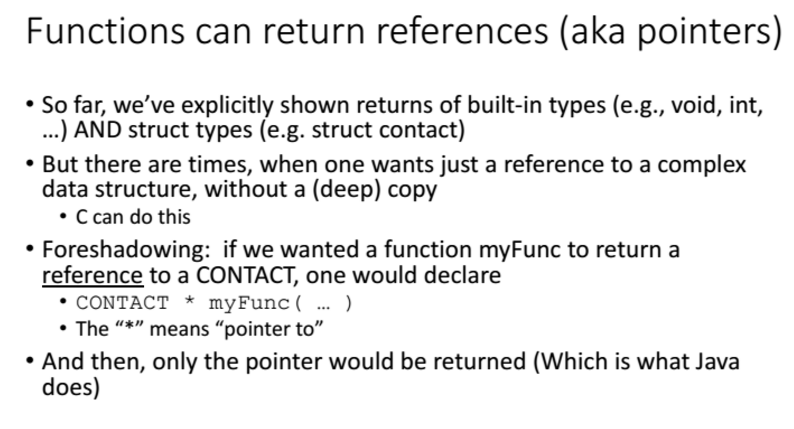 Functions can return references (aka pointers)
• So far, we've explicitly shown returns of built-in types (e.g., void, int,
…) AND struct types (e.g. struct contact)
• But there are times, when one wants just a reference to a complex
data structure, without a (deep) copy
• C can do this
• Foreshadowing: if we wanted a function myFunc to return a
reference to a CONTACT, one would declare
• CONTACT * myFunc( … )
• The “*” means “pointer to”
• And then, only the pointer would be returned (Which is what Java
does)